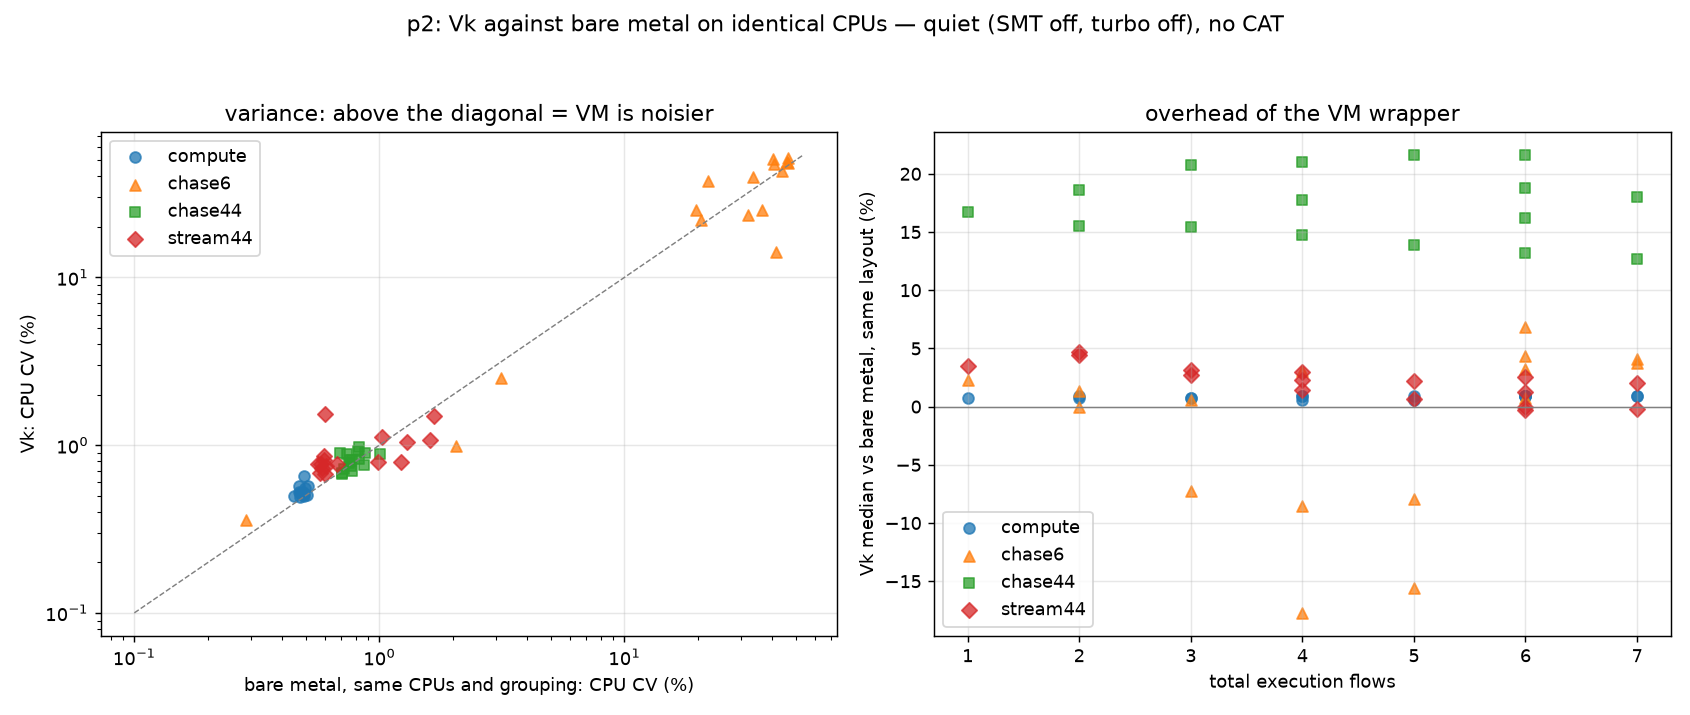 p2: Vk against bare metal on identical CPUs — quiet (SMT off, turbo off), no CAT
variance: above the diagonal = VM is noisier
compute
chase6
chase44
stream44
10¹
10⁰
10⁻¹
Vk: CPU CV (%)
10⁻¹
10⁰
10¹
bare metal, same CPUs and grouping: CPU CV (%)
overhead of the VM wrapper
20
15
10
5
0
−5
−10
−15
Vk median vs bare metal, same layout (%)
compute
chase6
chase44
stream44
1
2
3
4
5
6
7
total execution flows